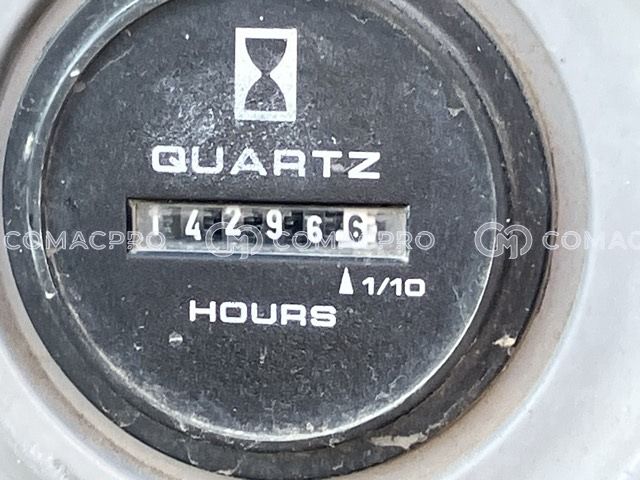 QUARTZ
142966
1/10
HOURS
COMACPRO COMACPRO COMAC